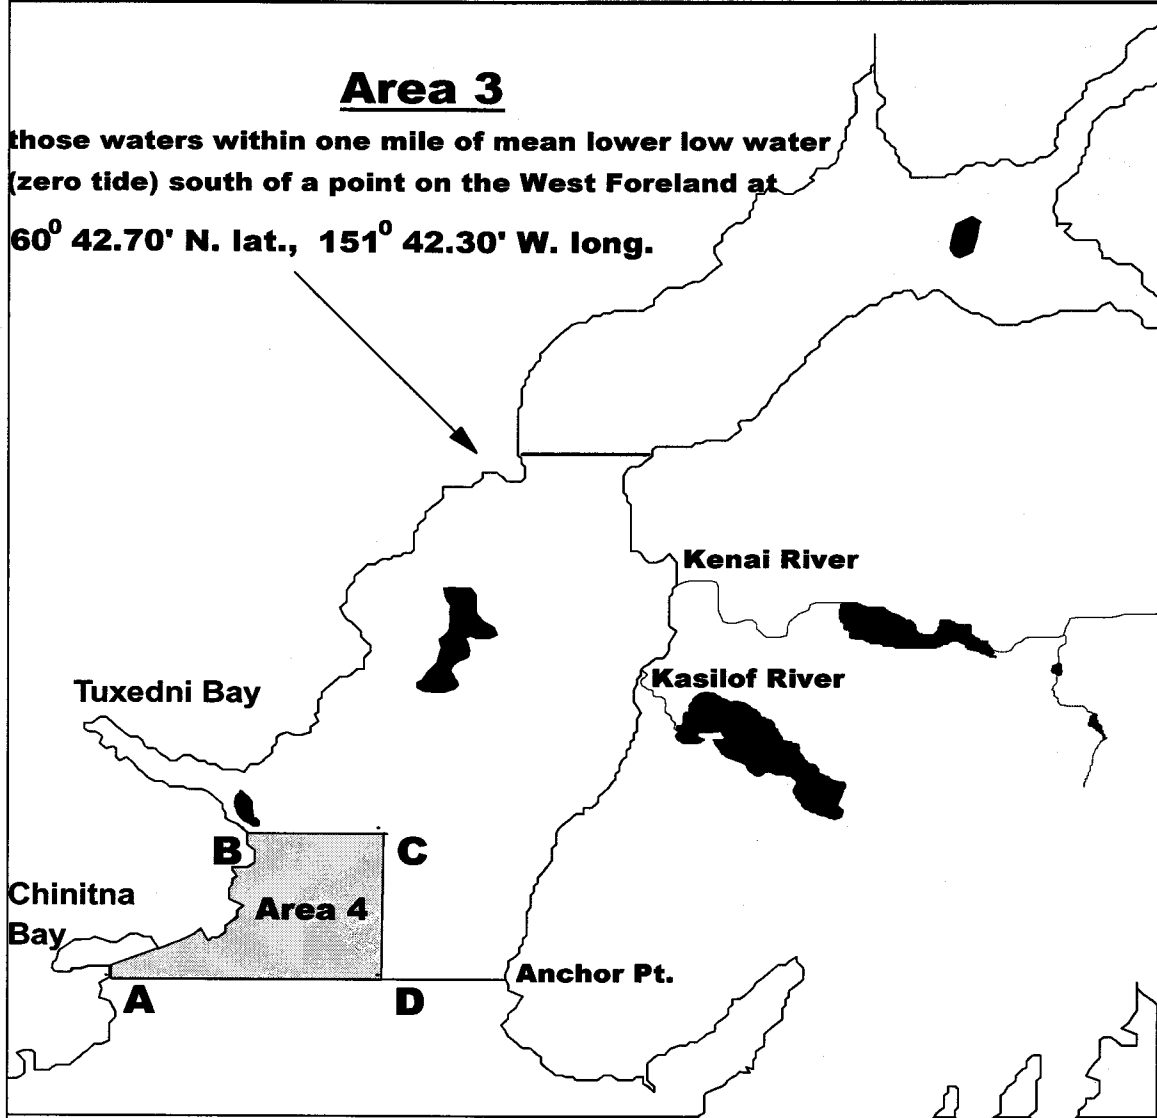 Area 3
those waters within one mile of mean lower low water
(zero tide) south of a point on the West Foreland at
60⁰ 42.70' N. lat., 151⁰ 42.30' W. long.
Kenai River
Kasilof River
Tuxedni Bay
B
C
Chinitna
Bay
Area 4
Anchor Pt.
A
D